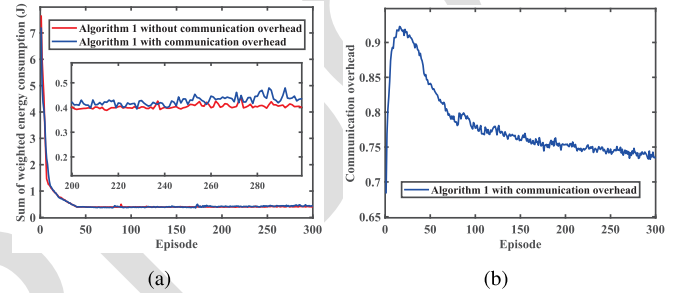 Sum of weighted energy consumption (J)
7
6
5
4
3
2
1
0
Algorithm 1 without communication overhead
Algorithm 1 with communication overhead
0.5
0.4
0.3
0.2
200 220 240 260 280
0 50 100 150 200 250 300
Episode
(a)
Communication overhead
0.9
0.85
0.8
0.75
0.7
0.65
Algorithm 1 with communication overhead
0 50 100 150 200 250 300
Episode
(b)